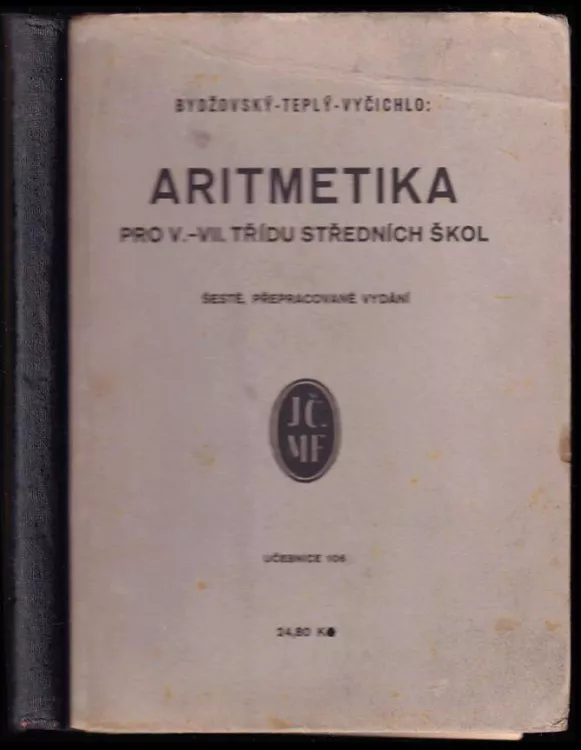 BYDŽOVSKÝ-TEPLÝ-VYČICHLO:
ARITMETIKA
PRO V.-VII. TŘÍDU STŘEDNÍCH ŠKOL
ŠESTÉ, PŘEPRACOVANÉ VYDÁNÍ
JČ.
MF
UČEBNICE 106
24,80 K